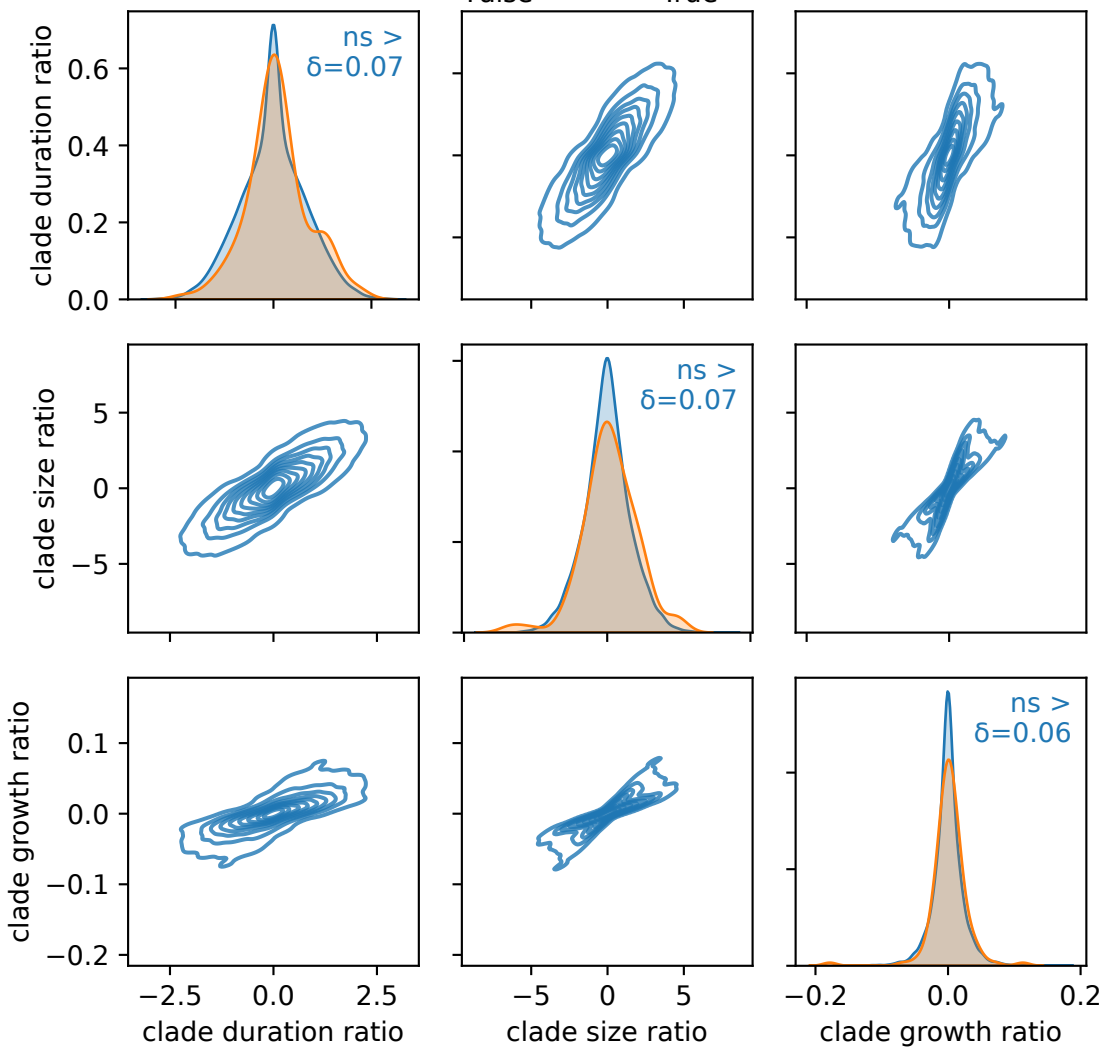 False True
clade duration ratio
0.6
0.4
0.2
0.0
ns >
δ=0.07
clade size ratio
5
0
−5
ns >
δ=0.07
clade growth ratio
0.1
0.0
−0.1
−0.2
ns >
δ=0.06
−2.5 0.0 2.5
−5 0 5
−0.2 0.0 0.2
clade duration ratio
clade size ratio
clade growth ratio